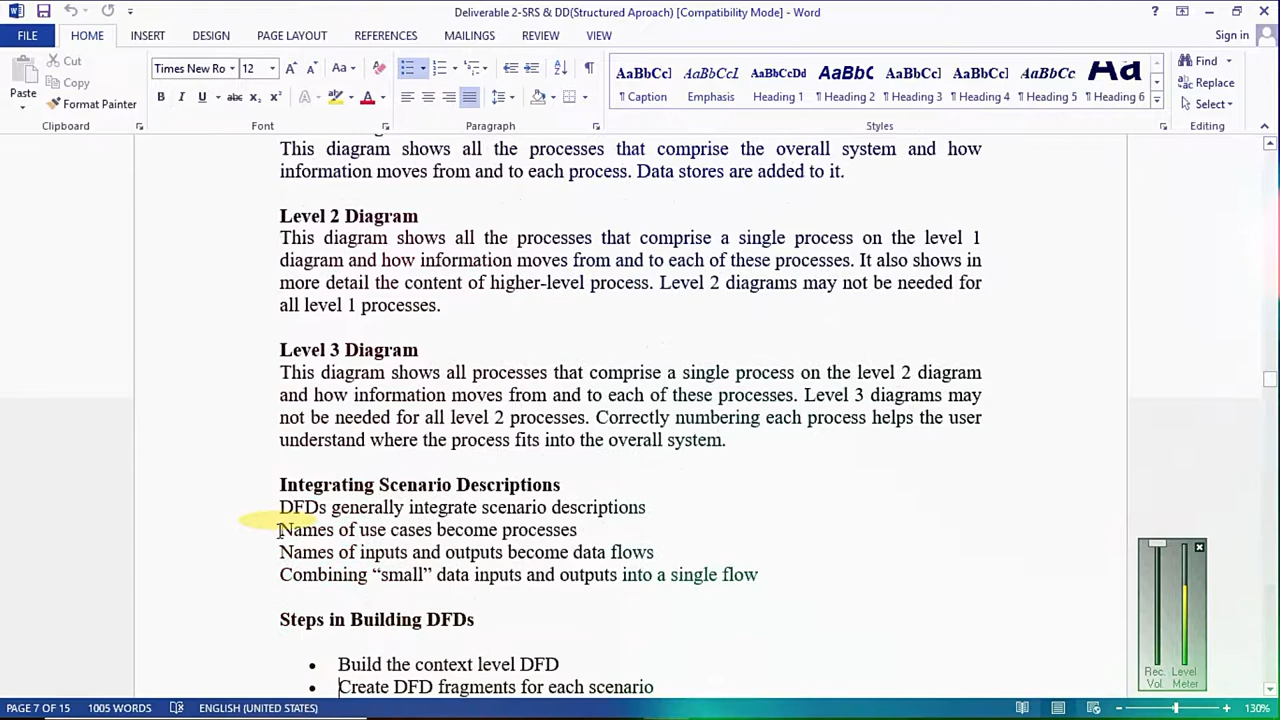 Deliverable 2-SRS & DD(Structured Aproach) [Compatibility Mode] - Word
FILE HOME INSERT DESIGN PAGE LAYOUT REFERENCES MAILINGS REVIEW VIEW Sign in
Paste
Cut
Copy
Format Painter
Times New Ro 12
AaBbCcI AaBbCcL AaBbCcDd AaBbC AaBbCcI AaBbCcI AaBbCc AaB
¶ Caption Emphasis Heading 1 ¶ Heading 2 ¶ Heading 3 ¶ Heading 4 ¶ Heading 5 ¶ Heading 6
Find
Replace
Select
Clipboard Font Paragraph Styles Editing
This diagram shows all the processes that comprise the overall system and how
information moves from and to each process. Data stores are added to it.
Level 2 Diagram
This diagram shows all the processes that comprise a single process on the level 1
diagram and how information moves from and to each of these processes. It also shows in
more detail the content of higher-level process. Level 2 diagrams may not be needed for
all level 1 processes.
Level 3 Diagram
This diagram shows all processes that comprise a single process on the level 2 diagram
and how information moves from and to each of these processes. Level 3 diagrams may
not be needed for all level 2 processes. Correctly numbering each process helps the user
understand where the process fits into the overall system.
Integrating Scenario Descriptions
DFDs generally integrate scenario descriptions
Names of use cases become processes
Names of inputs and outputs become data flows
Combining “small” data inputs and outputs into a single flow
Steps in Building DFDs
• Build the context level DFD
• Create DFD fragments for each scenario
Rec. Level
Vol Meter
PAGE 7 OF 15 1005 WORDS ENGLISH (UNITED STATES) 130%